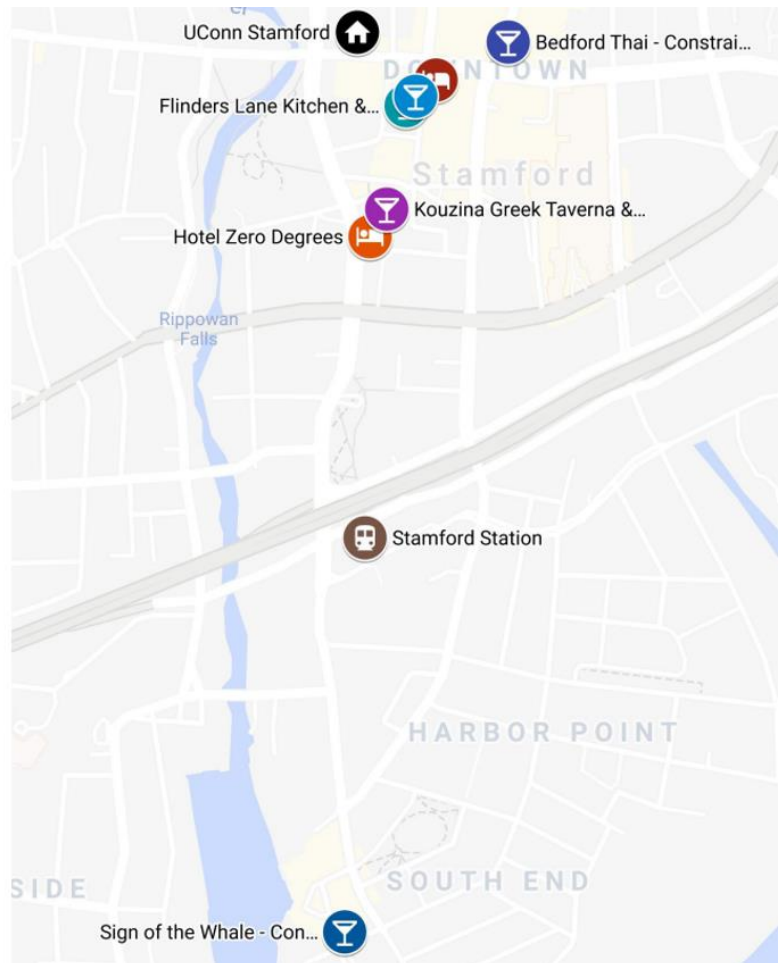 UConn Stamford
Bedford Thai - Constrai...
DOWNTOWN
Flinders Lane Kitchen &...
Stamford
Kouzina Greek Taverna &...
Hotel Zero Degrees
Rippowan
Falls
Stamford Station
HARBOR POINT
SOUTH END
SIDE
Sign of the Whale - Con...